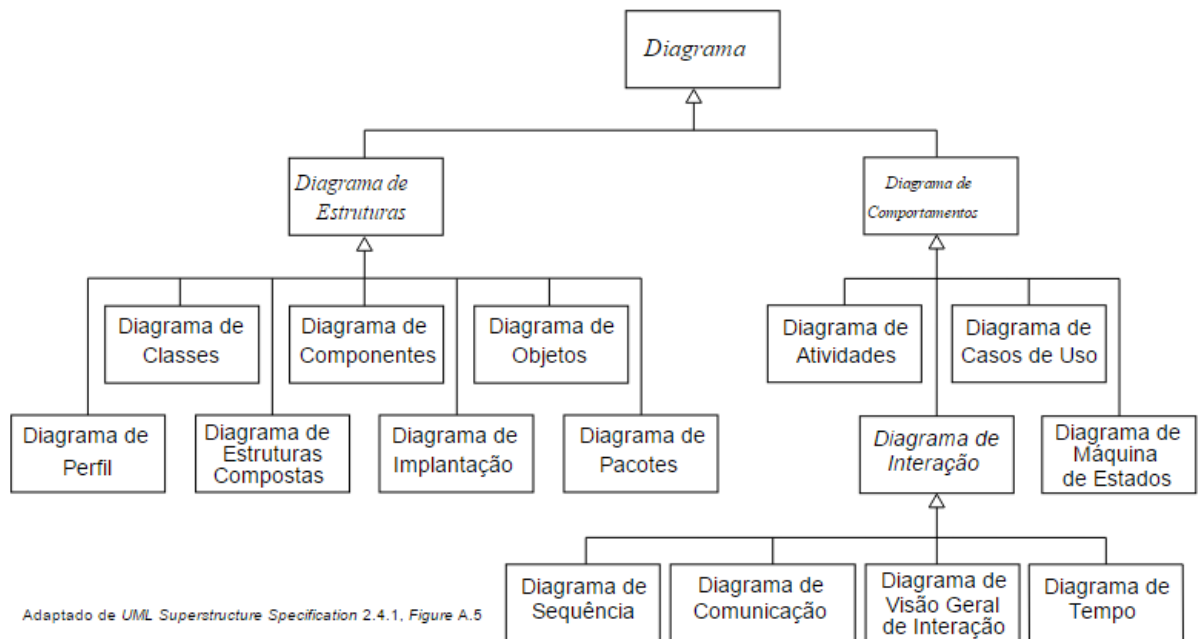 Diagrama
Diagrama de
Estruturas
Diagrama de
Comportamentos
Diagrama de
Classes
Diagrama de
Componentes
Diagrama de
Objetos
Diagrama de
Atividades
Diagrama de
Casos de Uso
Diagrama de
Perfil
Diagrama de
Estruturas
Compostas
Diagrama de
Implantação
Diagrama de
Pacotes
Diagrama de
Interação
Diagrama de
Máquina
de Estados
Diagrama de
Sequência
Diagrama de
Comunicação
Diagrama de
Visão Geral
de Interação
Diagrama de
Tempo
Adaptado de UML Superstructure Specification 2.4.1, Figure A.5